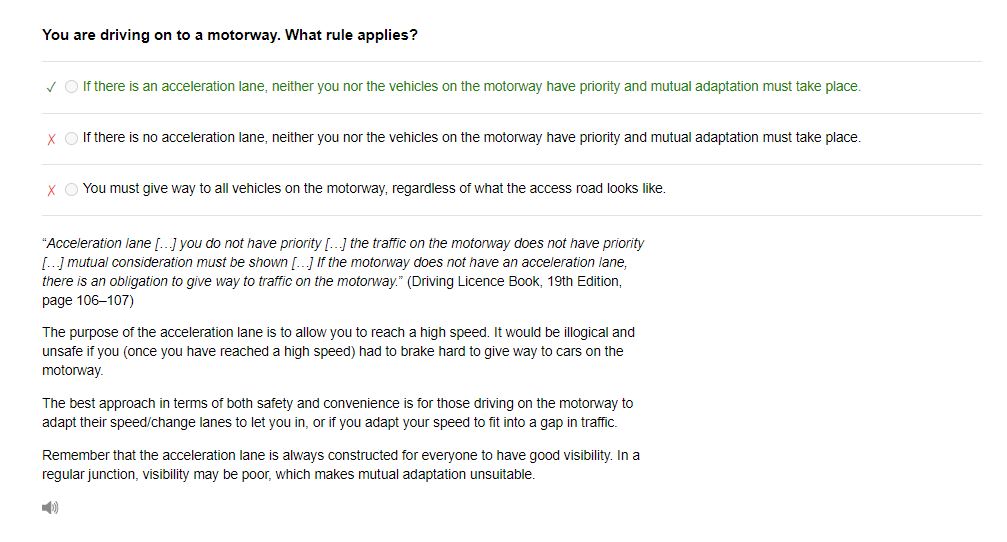 You are driving on to a motorway. What rule applies?
✓ If there is an acceleration lane, neither you nor the vehicles on the motorway have priority and mutual adaptation must take place.
X If there is no acceleration lane, neither you nor the vehicles on the motorway have priority and mutual adaptation must take place.
X You must give way to all vehicles on the motorway, regardless of what the access road looks like.
“Acceleration lane […] you do not have priority […] the traffic on the motorway does not have priority
[…] mutual consideration must be shown […] If the motorway does not have an acceleration lane,
there is an obligation to give way to traffic on the motorway.” (Driving Licence Book, 19th Edition,
page 106–107)
The purpose of the acceleration lane is to allow you to reach a high speed. It would be illogical and
unsafe if you (once you have reached a high speed) had to brake hard to give way to cars on the
motorway.
The best approach in terms of both safety and convenience is for those driving on the motorway to
adapt their speed/change lanes to let you in, or if you adapt your speed to fit into a gap in traffic.
Remember that the acceleration lane is always constructed for everyone to have good visibility. In a
regular junction, visibility may be poor, which makes mutual adaptation unsuitable.